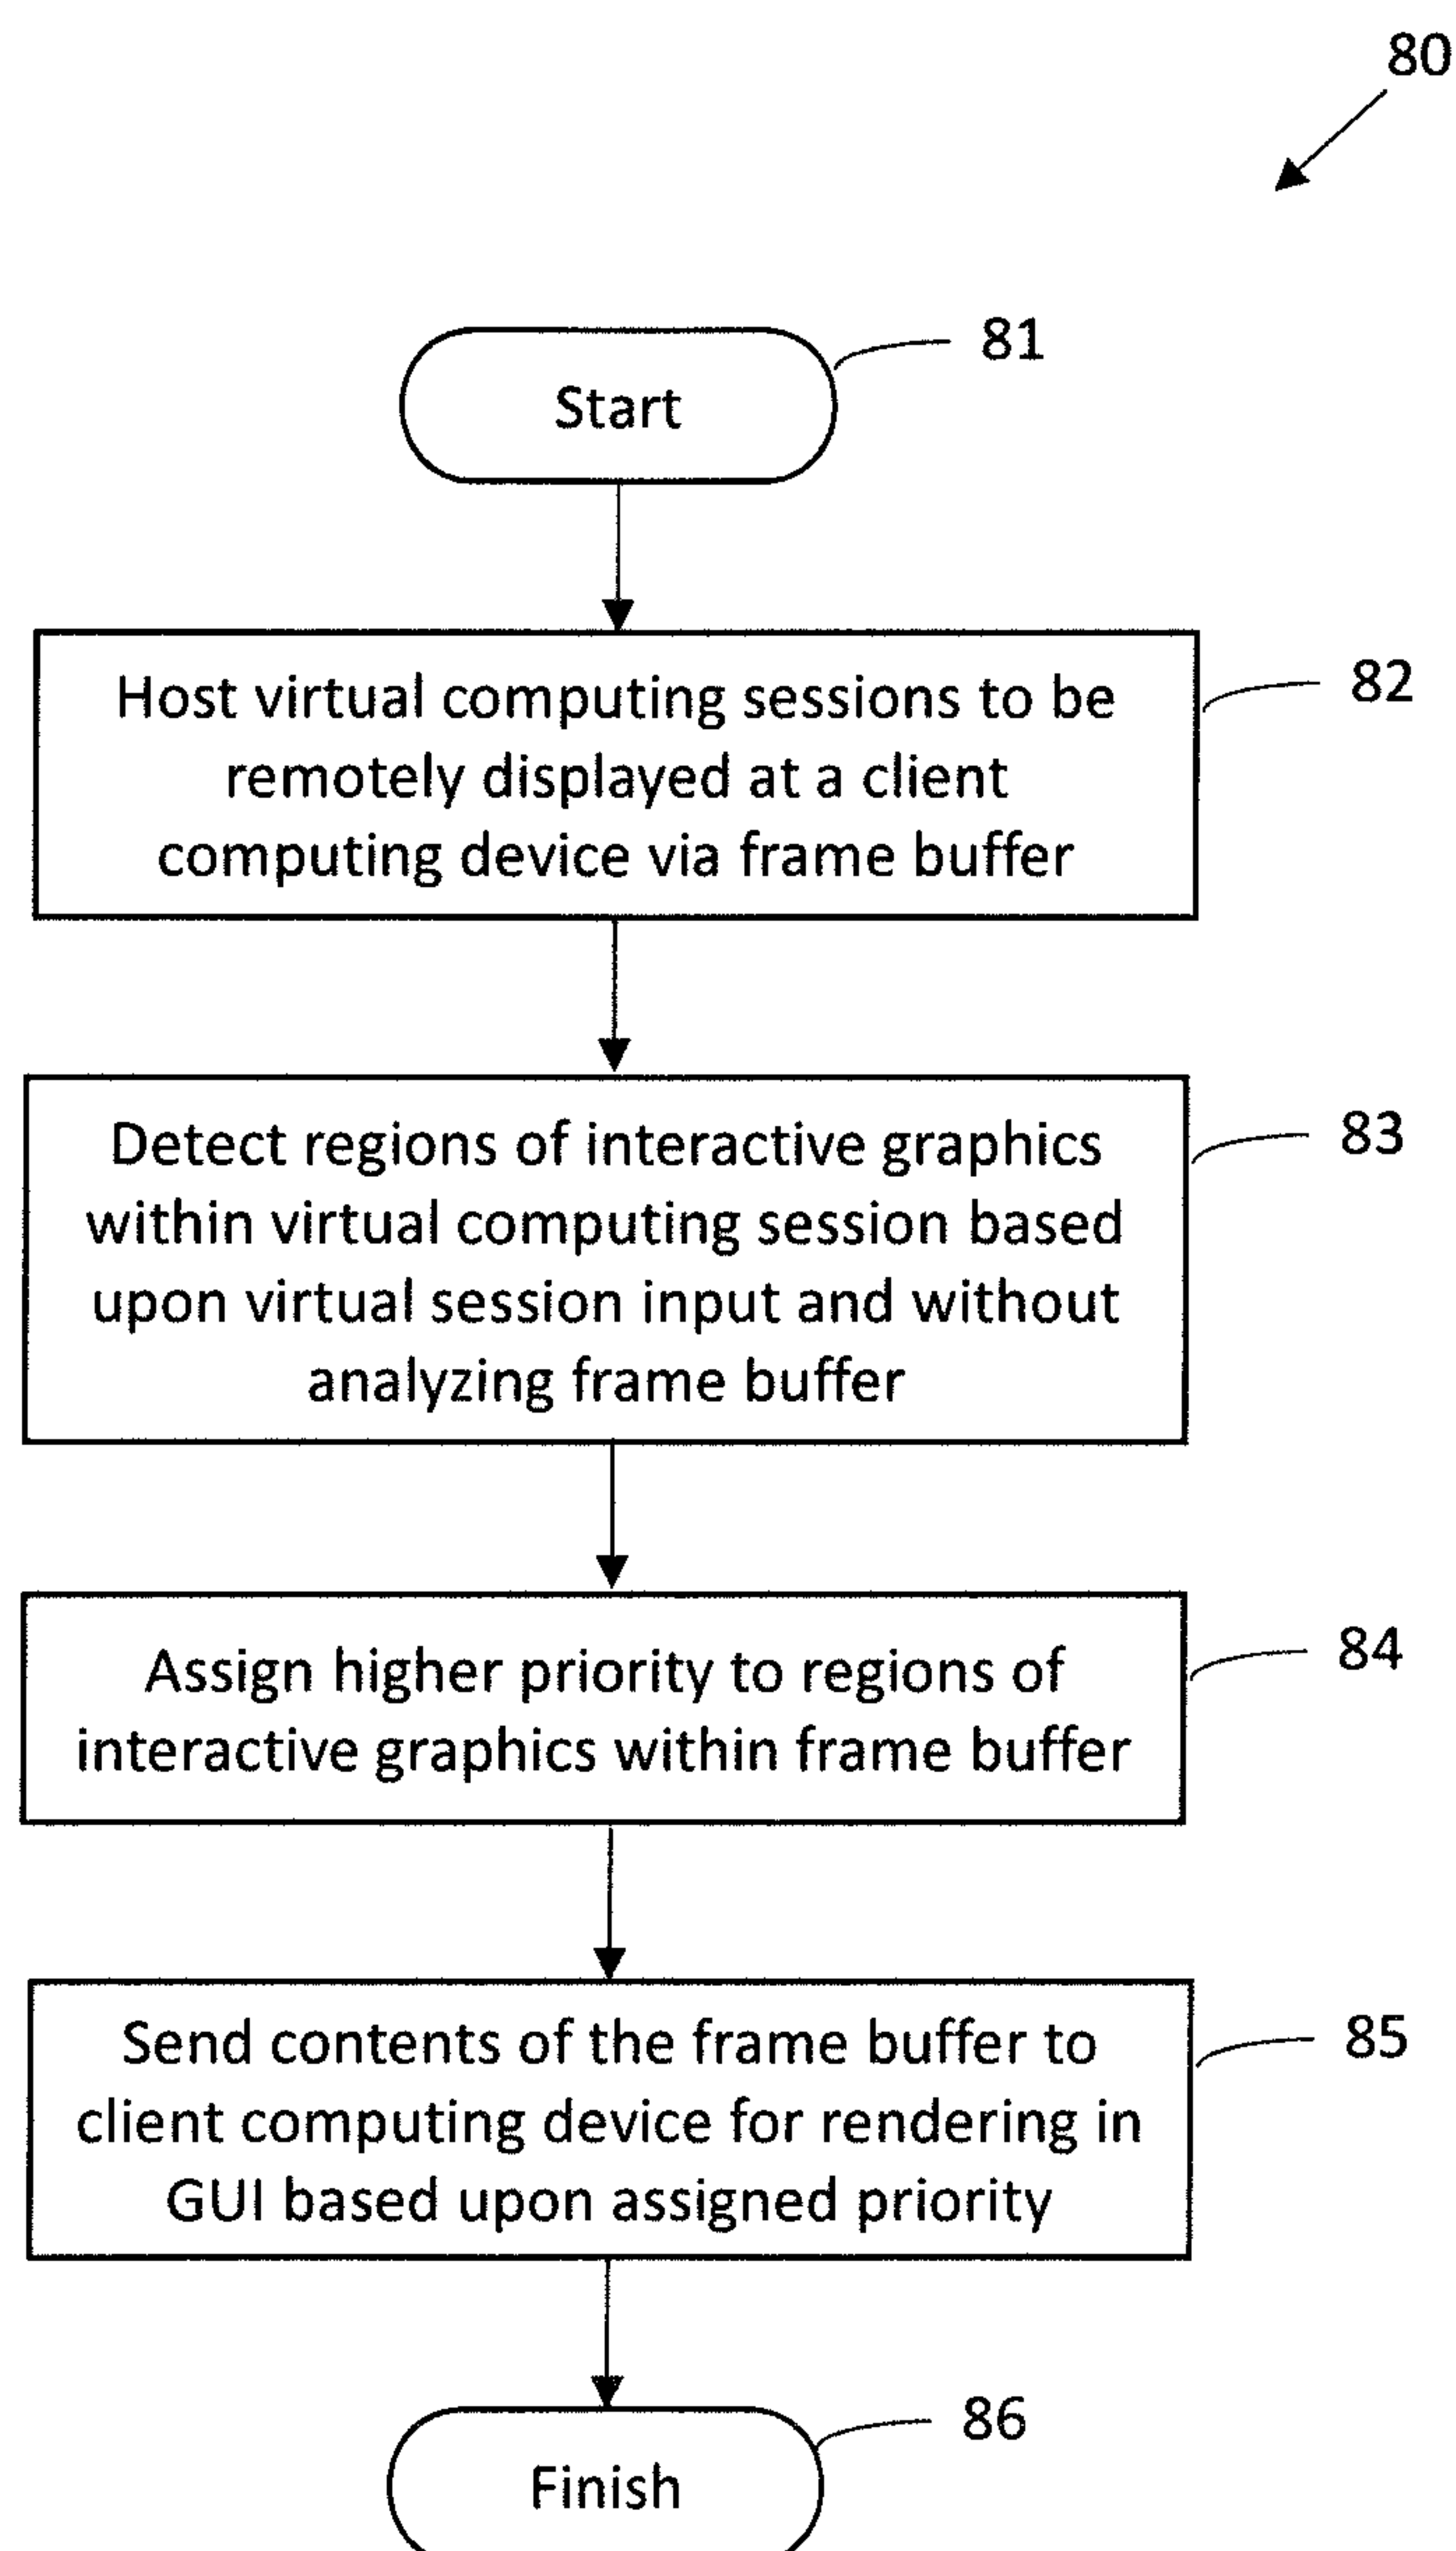 80
81
Start
82
Host virtual computing sessions to be
remotely displayed at a client
computing device via frame buffer
83
Detect regions of interactive graphics
within virtual computing session based
upon virtual session input and without
analyzing frame buffer
84
Assign higher priority to regions of
interactive graphics within frame buffer
85
Send contents of the frame buffer to
client computing device for rendering in
GUI based upon assigned priority
86
Finish